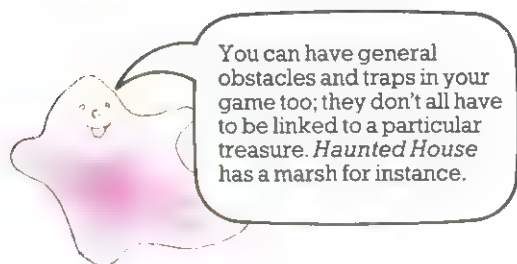 You can have general
obstacles and traps in your
game too; they don't all have
to be linked to a particular
treasure. Haunted House
has a marsh for instance.